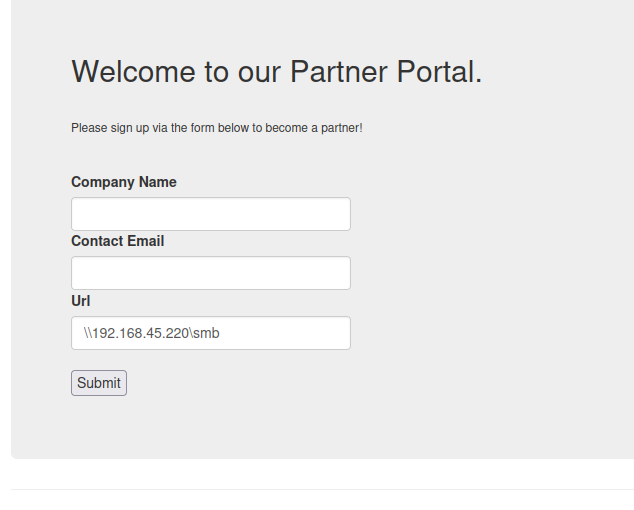 Welcome to our Partner Portal.
Please sign up via the form below to become a partner!
Company Name
Contact Email
Url
\\192.168.45.220\smb
Submit